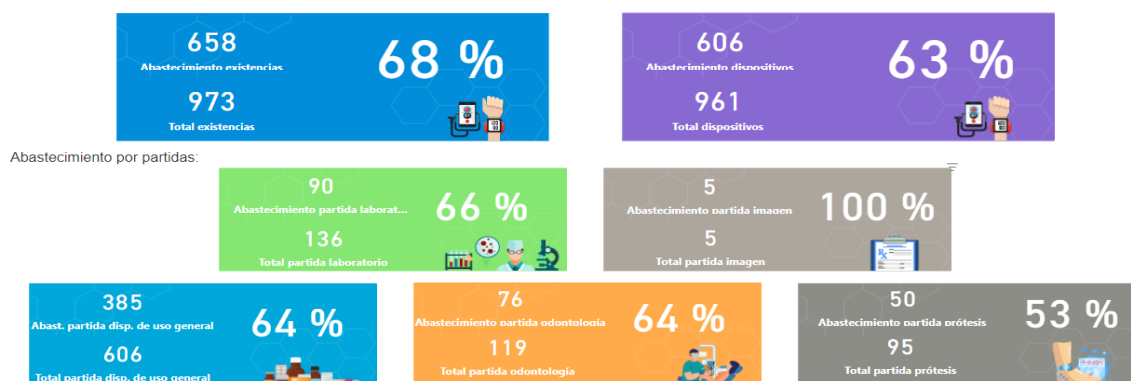 658
Abastecimiento existencias
68 %
973
Total existencias
606
Abastecimiento dispositivos
63 %
961
Total dispositivos
Abastecimiento por partidas:
90
Abastecimiento partida laborat...
66 %
136
Total partida laboratorio
5
Abastecimiento partida imagen
100 %
5
Total partida imagen
385
Abast. partida disp. de uso general
64 %
606
Total partida disp. de uso general
76
Abastecimiento partida odontología
64 %
119
Total partida odontología
50
Abastecimiento partida prótesis
53 %
95
Total partida prótesis